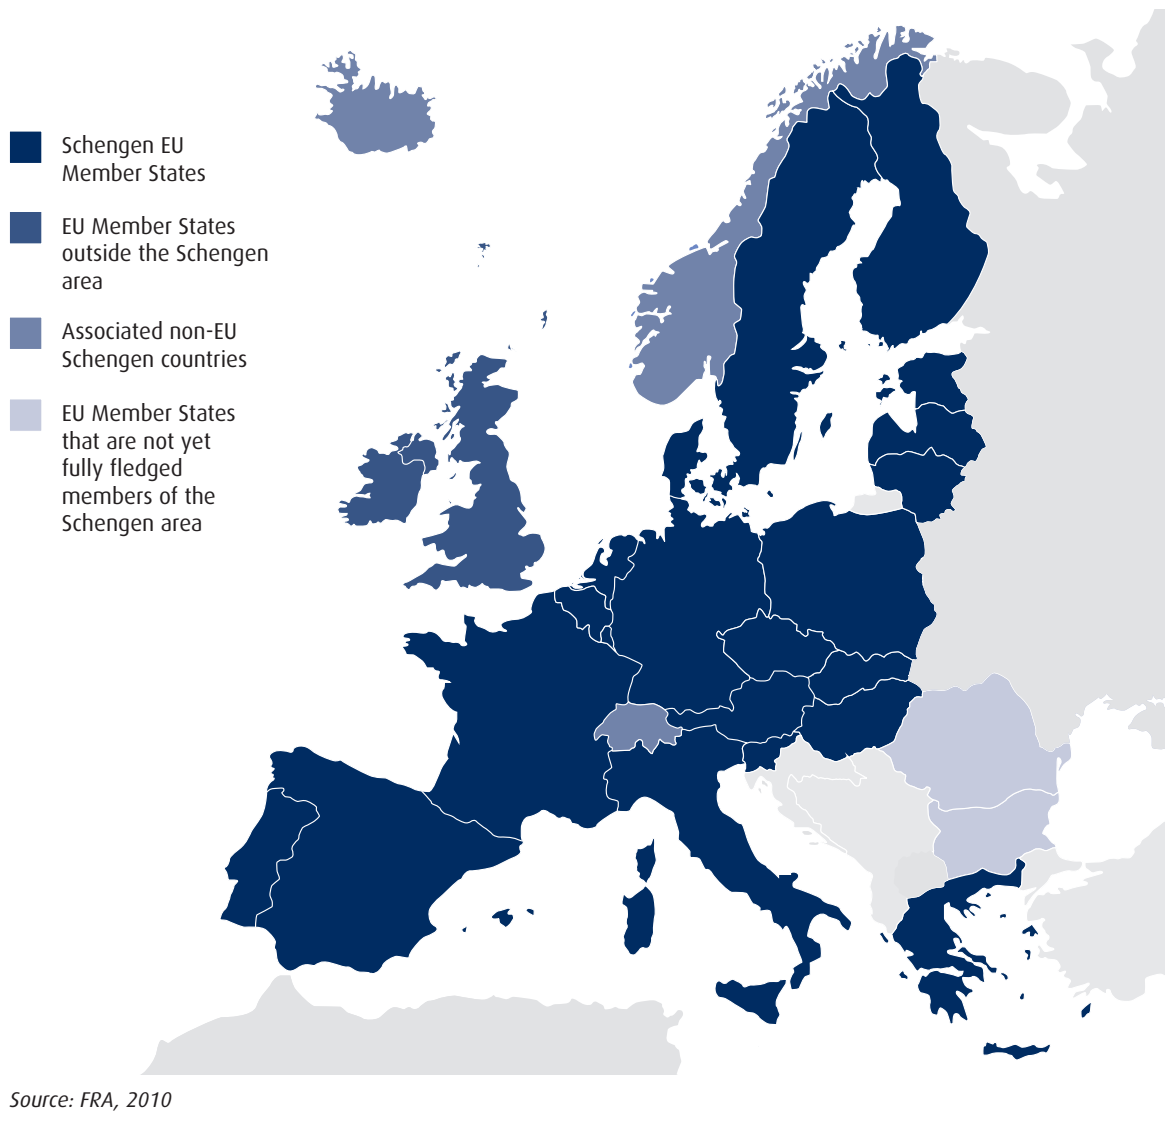 Schengen EU
Member States
EU Member States
outside the Schengen
area
Associated non-EU
Schengen countries
EU Member States
that are not yet
fully fledged
members of the
Schengen area
Source: FRA, 2010